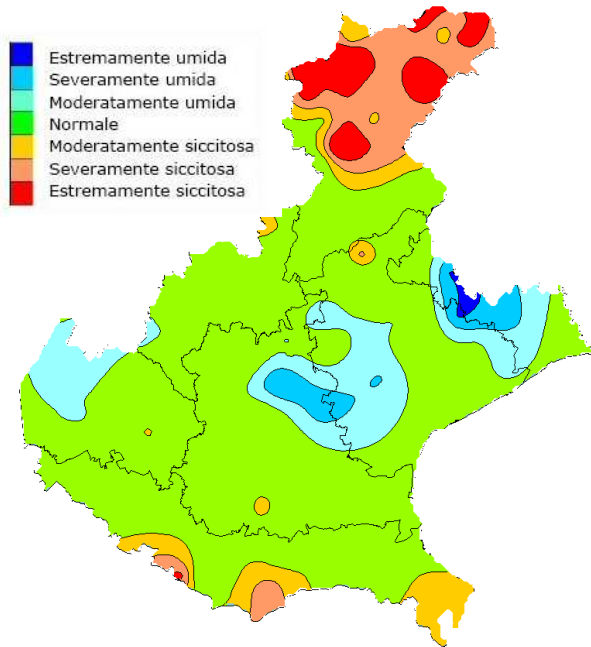 Estremamente umida
Severamente umida
Moderatamente umida
Normale
Moderatamente siccitosa
Severamente siccitosa
Estremamente siccitosa